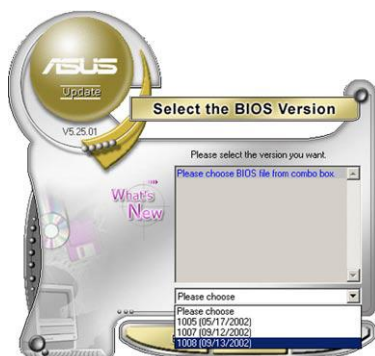 ASUS
Update
V5.25.01
Select the BIOS Version
Please select the version you want.
What's
New
Please choose BIOS file from combo box.
Please choose
Please choose
1005 (05/17/2002)
1007 (09/12/2002)
1008 (09/13/2002)